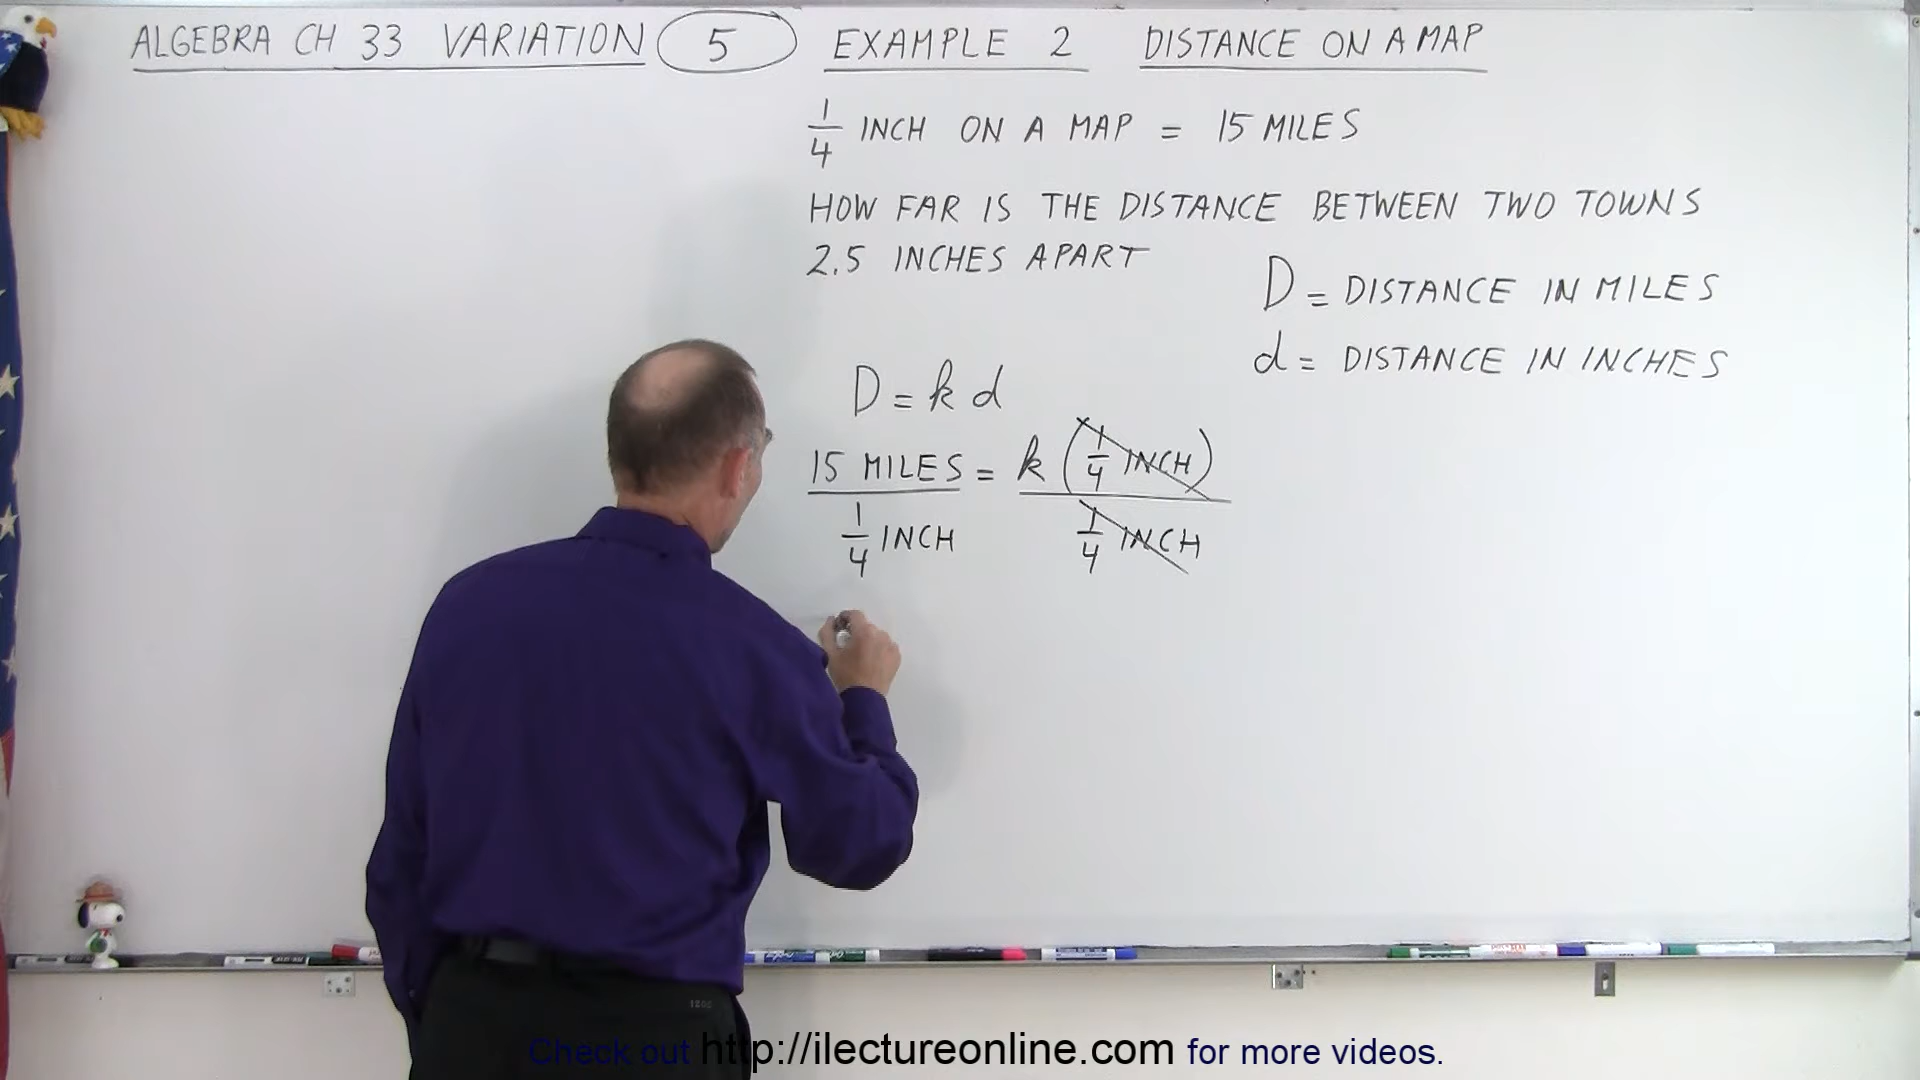 ALGEBRA CH 33 VARIATION 5 EXAMPLE 2 DISTANCE ON A MAP
1/4 INCH ON A MAP = 15 MILES
HOW FAR IS THE DISTANCE BETWEEN TWO TOWNS
2.5 INCHES APART
D = DISTANCE IN MILES
d = DISTANCE IN INCHES
D = k d
15 MILES / 1/4 INCH = k (1/4 INCH) / 1/4 INCH
Check out http://ilectureonline.com for more videos.